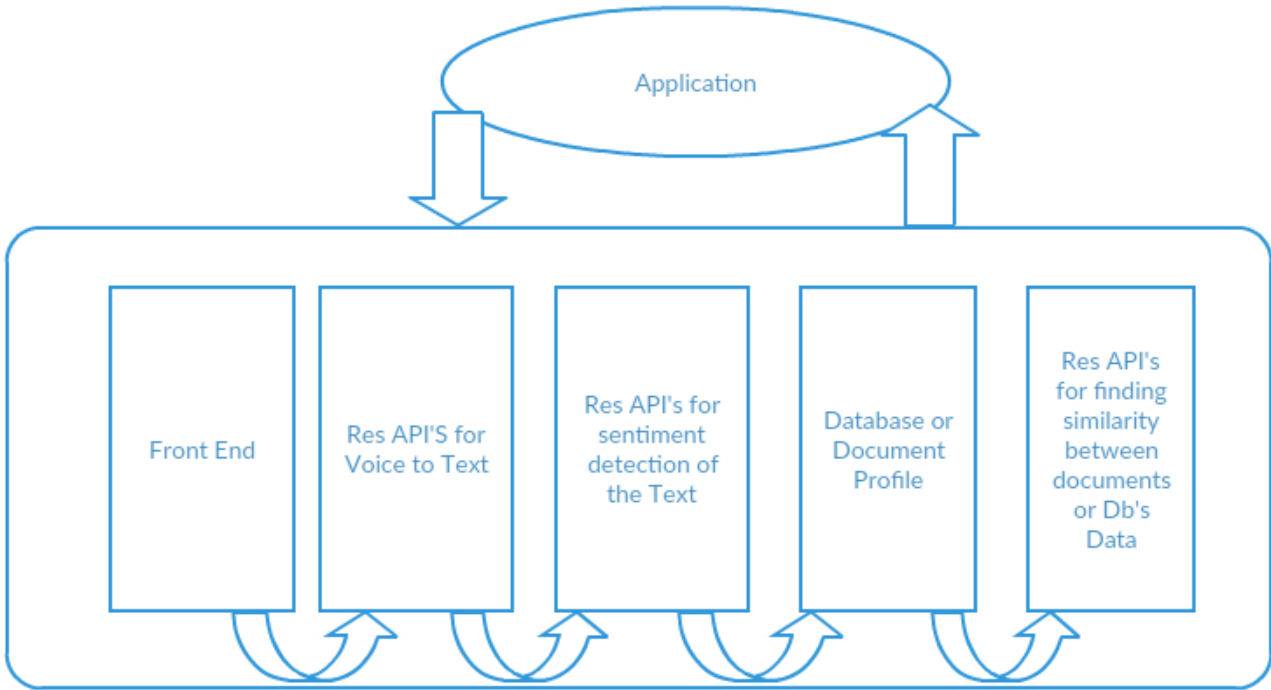 Application
Front End
Res API'S for
Voice to Text
Res API's for
sentiment
detection of
the Text
Database or
Document
Profile
Res API's
for finding
similarity
between
documents
or Db's
Data